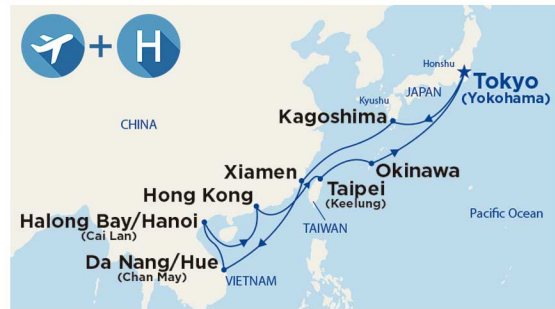 + H
Honshu
Tokyo
(Yokohama)
JAPAN
Kyushu
Kagoshima
CHINA
Xiamen
Okinawa
Hong Kong
Taipei
(Keelung)
Halong Bay/Hanoi
(Cai Lan)
TAIWAN
Pacific Ocean
Da Nang/Hue
(Chan May)
VIETNAM